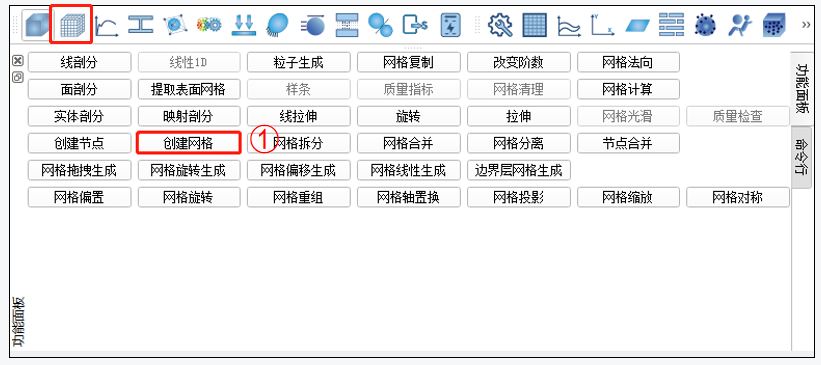 线剖分 线性1D 粒子生成 网格复制 改变阶数 网格法向
面剖分 提取表面网格 样条 质量指标 网格清理 网格计算
实体剖分 映射剖分 线拉伸 旋转 拉伸 网格光滑 质量检查
创建节点 创建网格 ① 网格拆分 网格合并 网格分离 节点合并
网格拖拽生成 网格旋转生成 网格偏移生成 网格线性生成 边界层网格生成
网格偏置 网格旋转 网格重组 网格轴置换 网格投影 网格缩放 网格对称
功能面板
命令行
功能面板